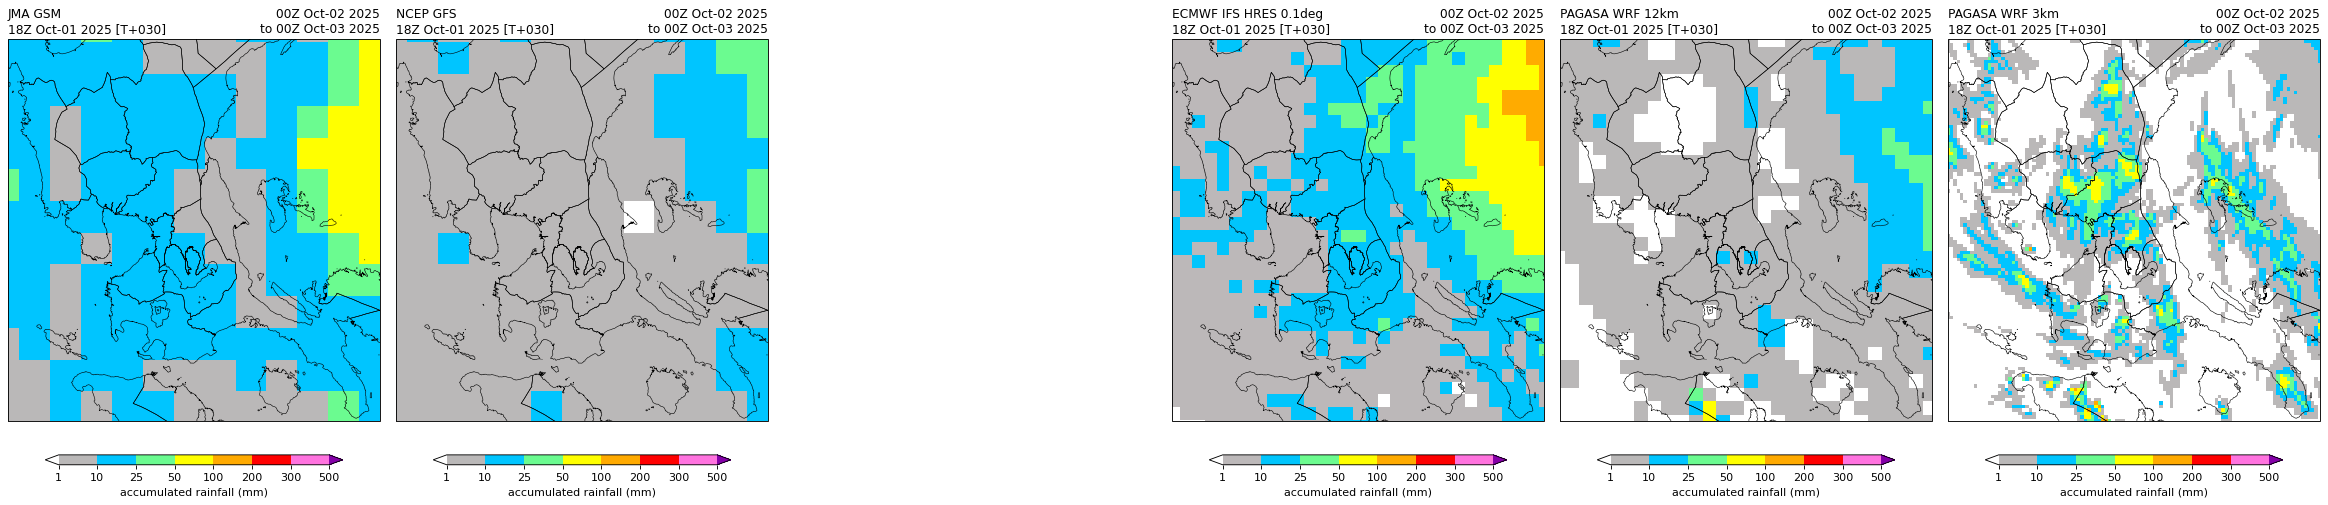 JMA GSM 00Z Oct-02 2025
18Z Oct-01 2025 [T+030] to 00Z Oct-03 2025
1 10 25 50 100 200 300 500
accumulated rainfall (mm)
NCEP GFS 00Z Oct-02 2025
18Z Oct-01 2025 [T+030] to 00Z Oct-03 2025
1 10 25 50 100 200 300 500
accumulated rainfall (mm)
ECMWF IFS HRES 0.1deg 00Z Oct-02 2025
18Z Oct-01 2025 [T+030] to 00Z Oct-03 2025
1 10 25 50 100 200 300 500
accumulated rainfall (mm)
PAGASA WRF 12km 00Z Oct-02 2025
18Z Oct-01 2025 [T+030] to 00Z Oct-03 2025
1 10 25 50 100 200 300 500
accumulated rainfall (mm)
PAGASA WRF 3km 00Z Oct-02 2025
18Z Oct-01 2025 [T+030] to 00Z Oct-03 2025
1 10 25 50 100 200 300 500
accumulated rainfall (mm)